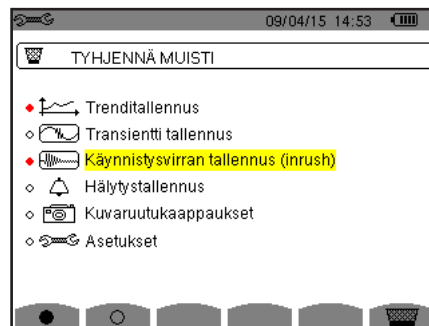 09/04/15 14:53
TYHJENNÄ MUISTI
Trenditallennus
Transientti tallennus
Käynnistysvirran tallennus (inrush)
Hälytystallennus
Kuvaruutukaappaukset
Asetukset